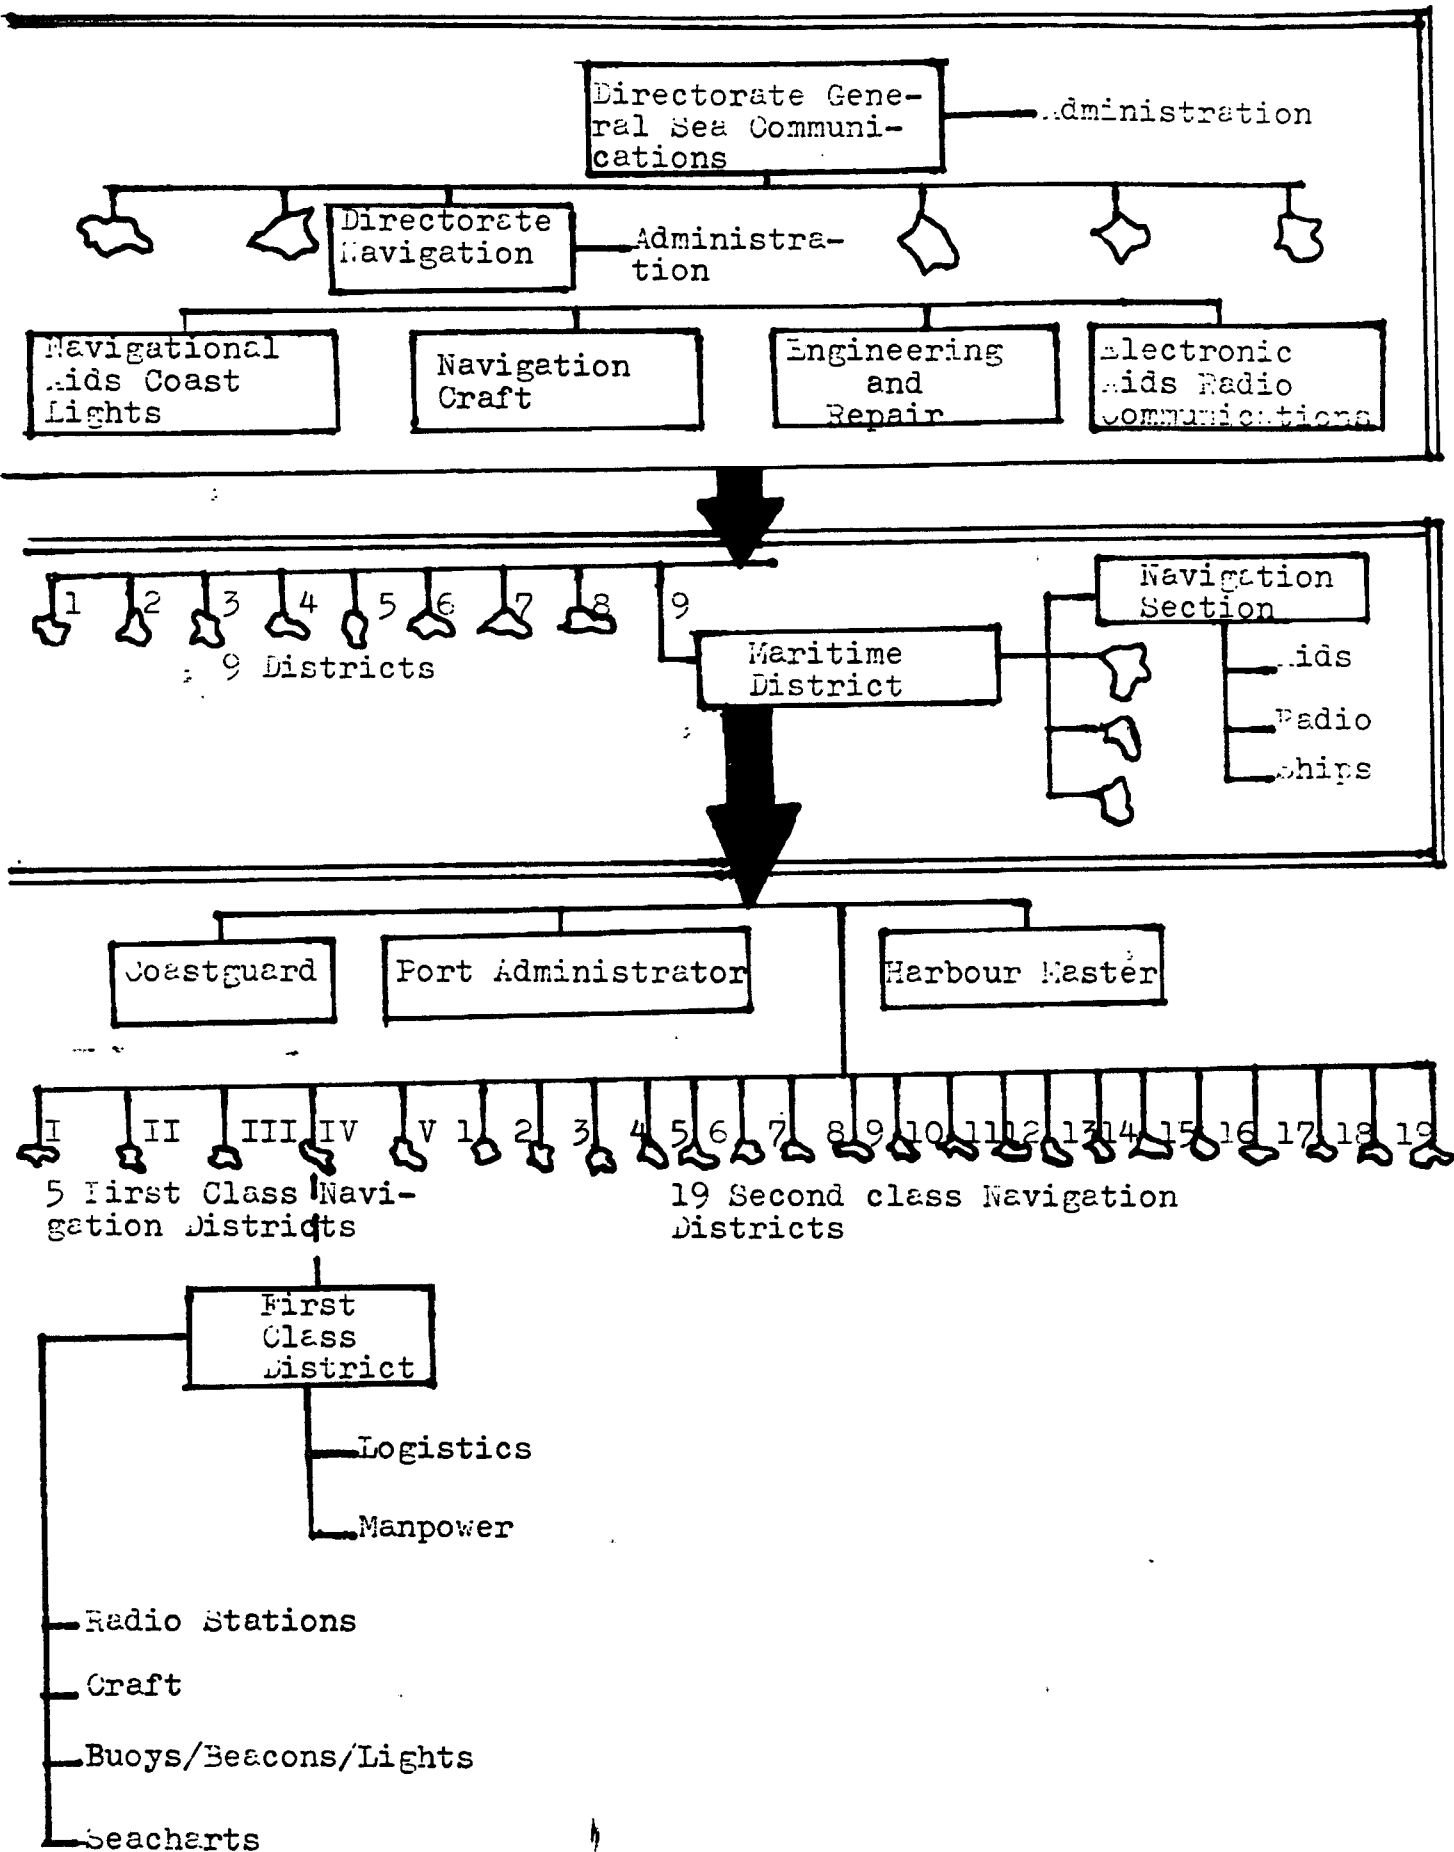 Directorate Gene-
ral Sea Communi-
cations
Administration
Directorate
Navigation
Administra-
tion
Navigational
Aids Coast
Lights
Navigation
Craft
Engineering
and
Repair
Electronic
Aids Radio
Communications
1 2 3 4 5 6 7 8 9
9 Districts
Maritime
District
Navigation
Section
Aids
Radio
Ships
Coastguard
Port Administrator
Harbour Master
I II III IV V 1 2 3 4 5 6 7 8 9 10 11 12 13 14 15 16 17 18 19
5 First Class Navi-
gation Districts
19 Second class Navigation
Districts
First
Class
District
Logistics
Manpower
Radio Stations
Craft
Buoys/Beacons/Lights
Seacharts